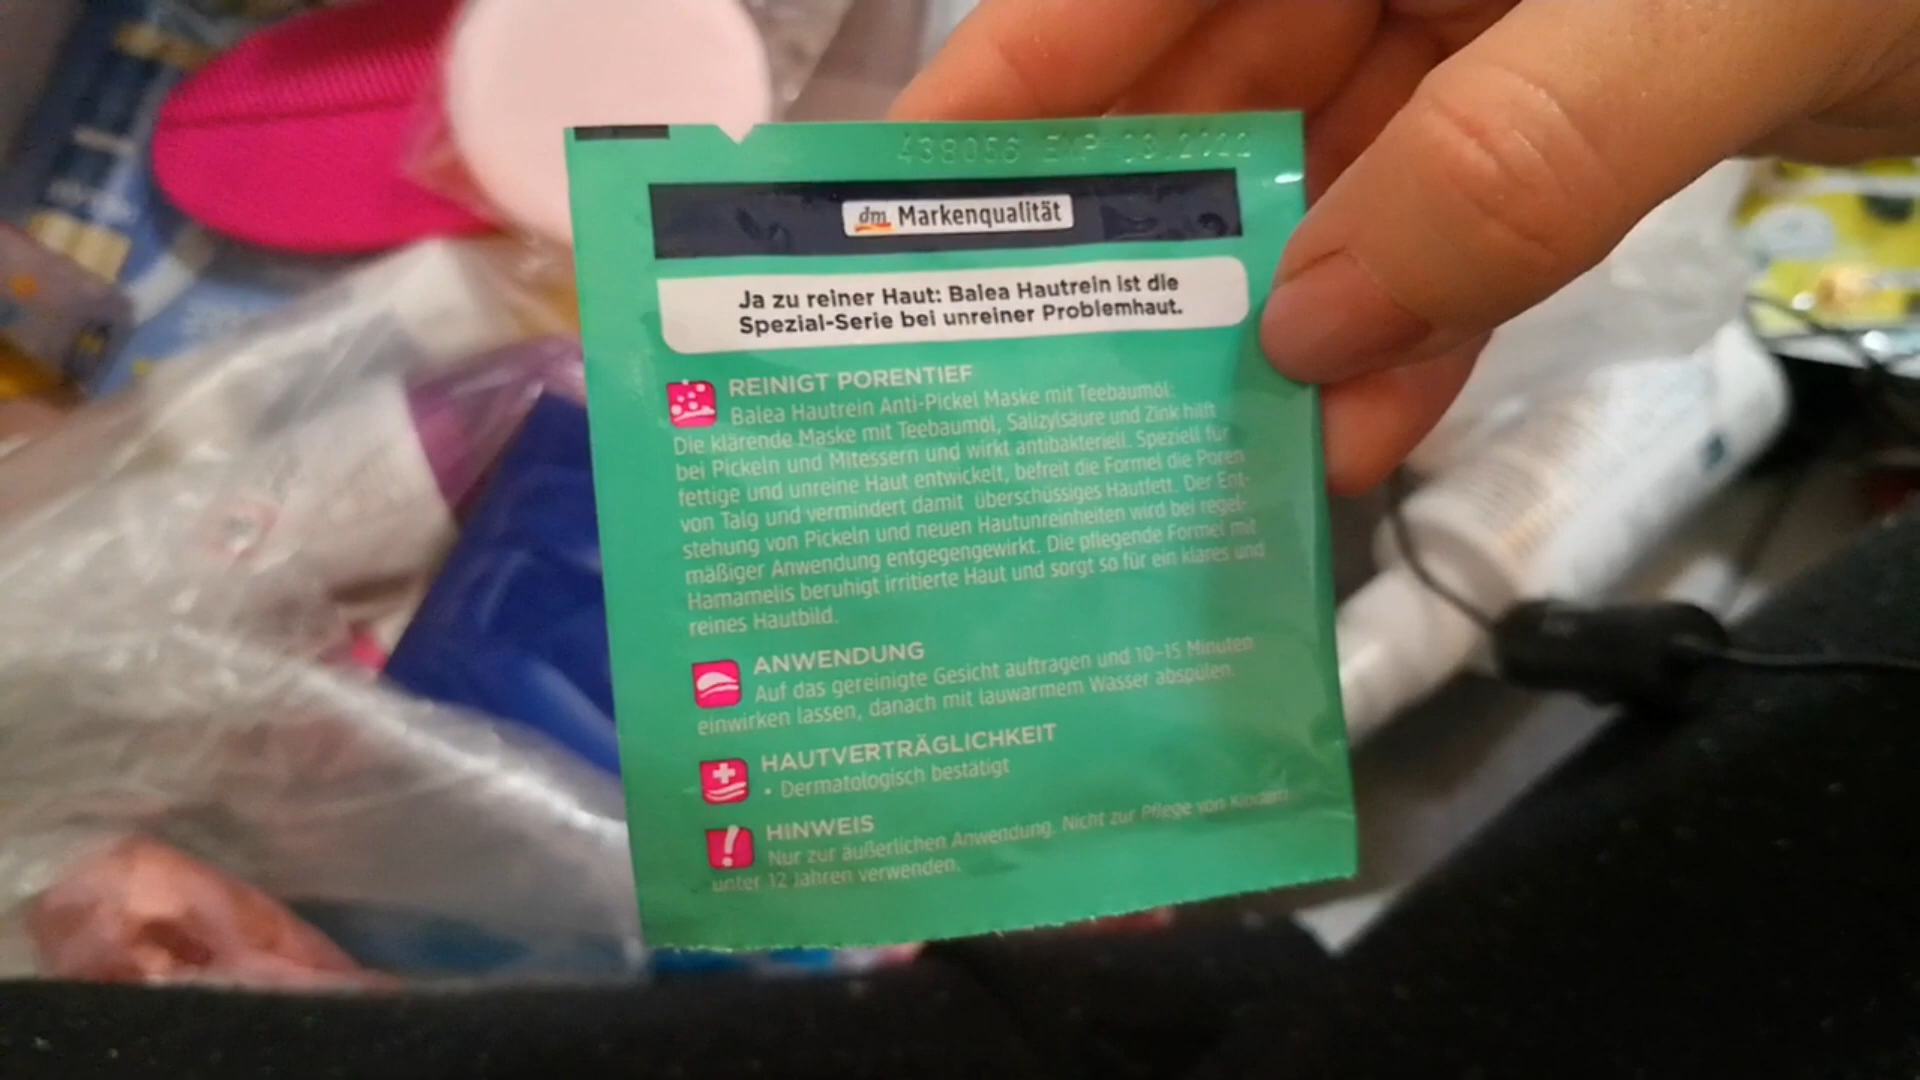 438056 EXP 03.2022
dm Markenqualität
Ja zu reiner Haut: Balea Hautrein ist die
Spezial-Serie bei unreiner Problemhaut.
REINIGT PORENTIEF
Balea Hautrein Anti-Pickel Maske mit Teebaumöl:
Die klärende Maske mit Teebaumöl, Salizylsäure und Zink hilft
bei Pickeln und Mitessern und wirkt antibakteriell. Speziell für
fettige und unreine Haut entwickelt, befreit die Formel die Poren
von Talg und vermindert damit überschüssiges Hautfett. Der Ent-
stehung von Pickeln und neuen Hautunreinheiten wird bei regel-
mäßiger Anwendung entgegengewirkt. Die pflegende Formel mit
Hamamelis beruhigt irritierte Haut und sorgt so für ein klares und
reines Hautbild.
ANWENDUNG
Auf das gereinigte Gesicht auftragen und 10-15 Minuten
einwirken lassen, danach mit lauwarmem Wasser abspülen.
HAUTVERTRÄGLICHKEIT
• Dermatologisch bestätigt
HINWEIS
Nur zur äußerlichen Anwendung. Nicht zur Pflege von Kindern
unter 12 Jahren verwenden.